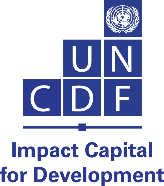 UN
CDF
Impact Capital
for Development